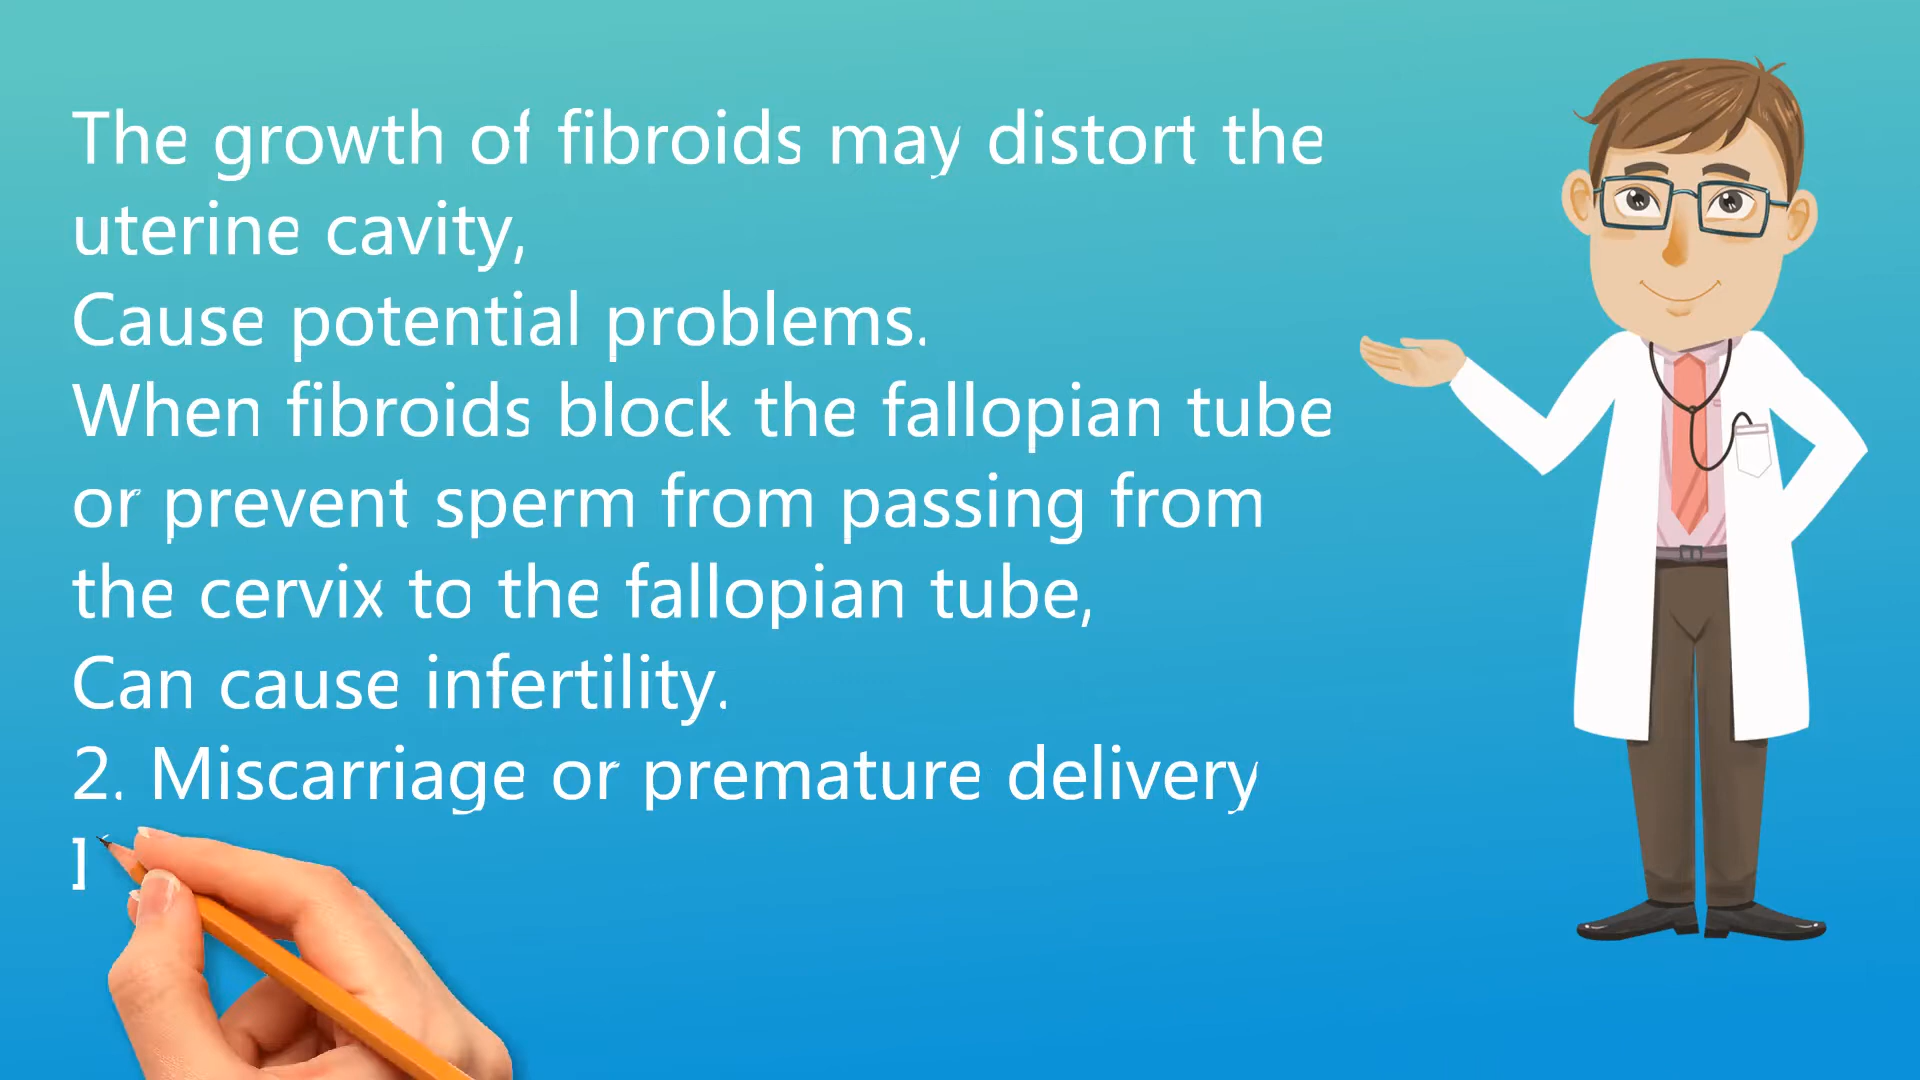 The growth of fibroids may distort the
uterine cavity,
Cause potential problems.
When fibroids block the fallopian tube
or prevent sperm from passing from
the cervix to the fallopian tube,
Can cause infertility.
2. Miscarriage or premature delivery